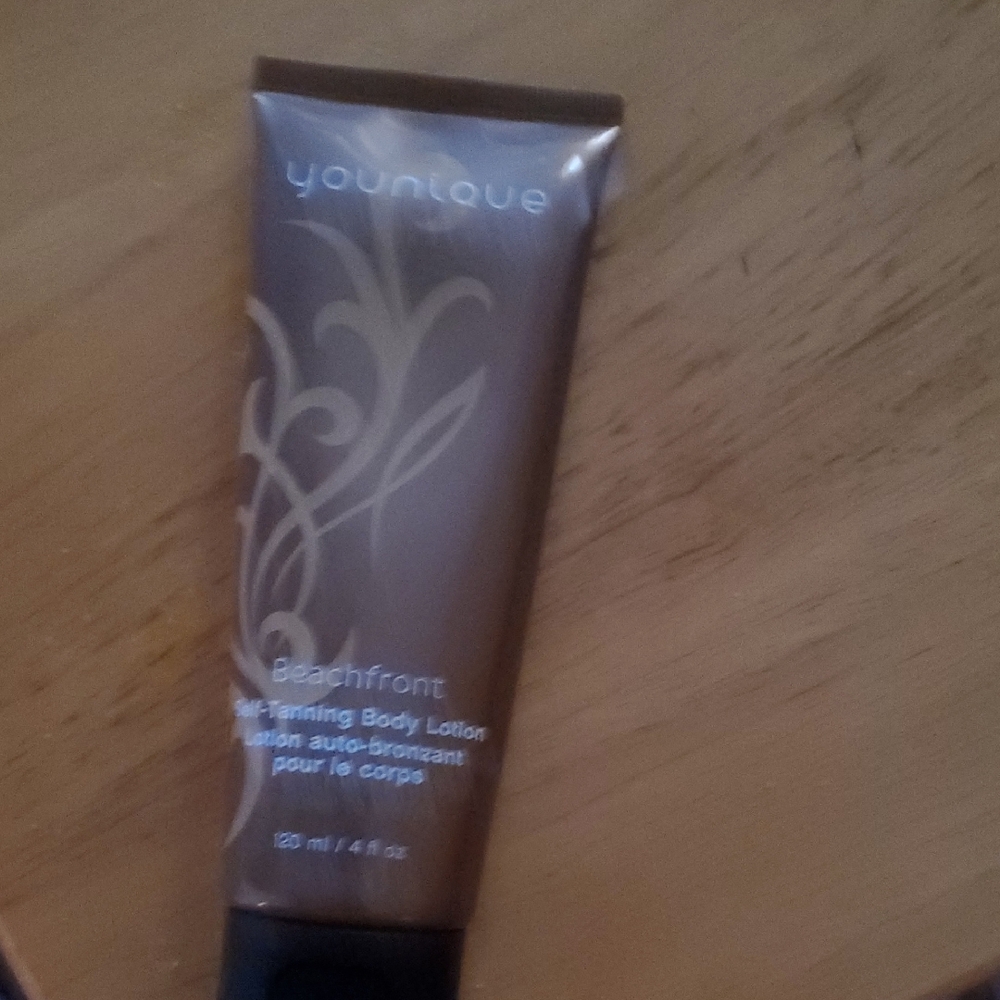 younique
Beachfront
Self-Tanning Body Lotion
Lotion auto-bronzant
pour le corps
120 ml / 4 fl oz